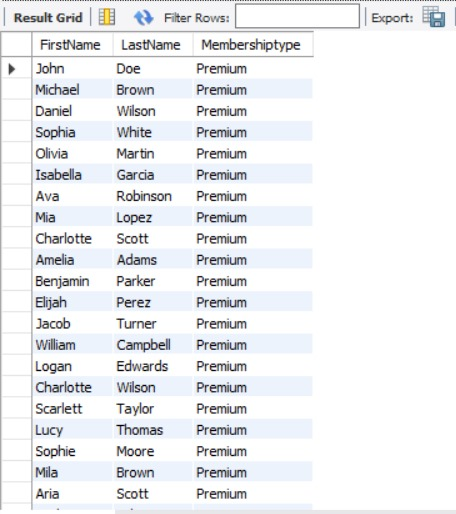 Result Grid Filter Rows: Export:
FirstName LastName Membershiptype
John Doe Premium
Michael Brown Premium
Daniel Wilson Premium
Sophia White Premium
Olivia Martin Premium
Isabella Garcia Premium
Ava Robinson Premium
Mia Lopez Premium
Charlotte Scott Premium
Amelia Adams Premium
Benjamin Parker Premium
Elijah Perez Premium
Jacob Turner Premium
William Campbell Premium
Logan Edwards Premium
Charlotte Wilson Premium
Scarlett Taylor Premium
Lucy Thomas Premium
Sophie Moore Premium
Mila Brown Premium
Aria Scott Premium